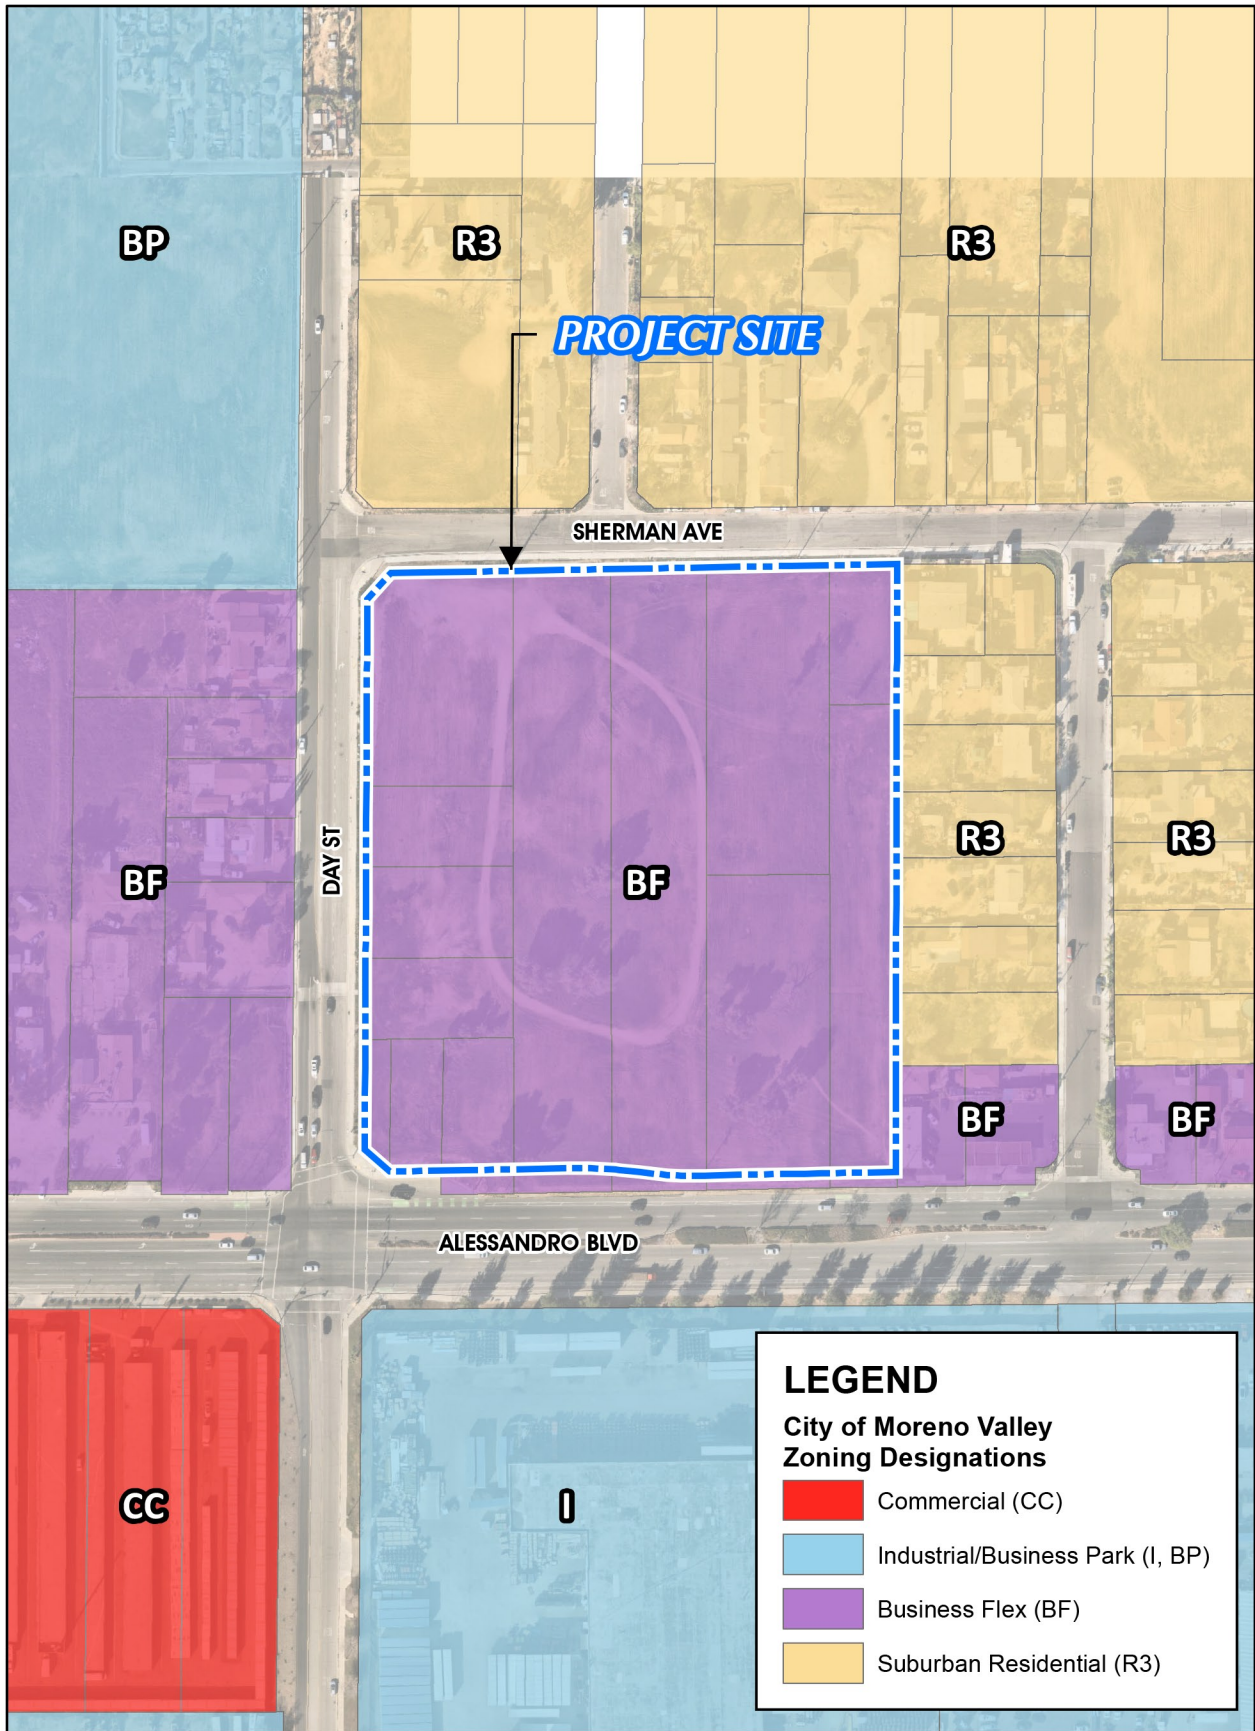 BP
R3
R3
PROJECT SITE
SHERMAN AVE
DAY ST
BF
BF
R3
R3
BF
BF
ALESSANDRO BLVD
CC
I
LEGEND
City of Moreno Valley
Zoning Designations
Commercial (CC)
Industrial/Business Park (I, BP)
Business Flex (BF)
Suburban Residential (R3)